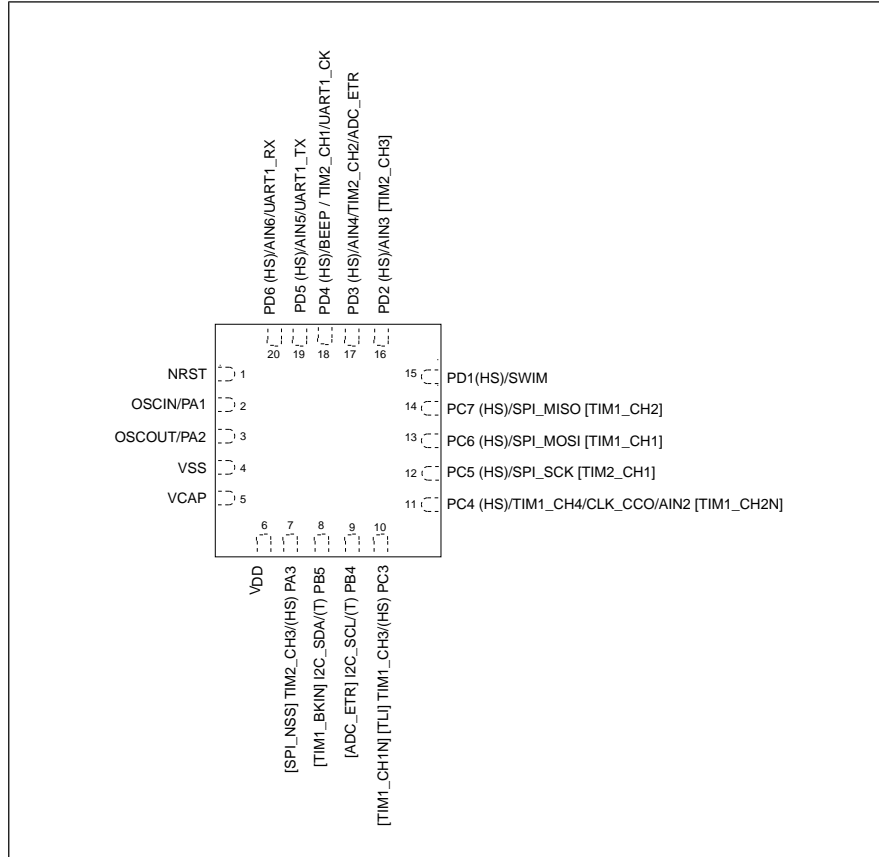 PD6 (HS)/AIN6/UART1_RX
PD5 (HS)/AIN5/UART1_TX
PD4 (HS)/BEEP / TIM2_CH1/UART1_CK
PD3 (HS)/AIN4/TIM2_CH2/ADC_ETR
PD2 (HS)/AIN3 [TIM2_CH3]
20 19 18 17 16
NRST 1
OSCIN/PA1 2
OSCOUT/PA2 3
VSS 4
VCAP 5
15 PD1(HS)/SWIM
14 PC7 (HS)/SPI_MISO [TIM1_CH2]
13 PC6 (HS)/SPI_MOSI [TIM1_CH1]
12 PC5 (HS)/SPI_SCK [TIM2_CH1]
11 PC4 (HS)/TIM1_CH4/CLK_CCO/AIN2 [TIM1_CH2N]
6 7 8 9 10
VDD
[SPI_NSS] TIM2_CH3/(HS) PA3
[TIM1_BKIN] I2C_SDA/(T) PB5
[ADC_ETR] I2C_SCL/(T) PB4
[TIM1_CH1N] [TLI] TIM1_CH3/(HS) PC3